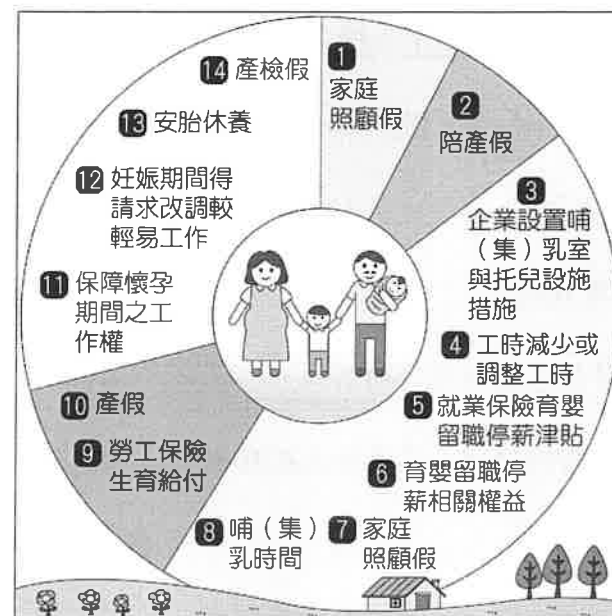 1
家庭
照顧假
2
陪產假
3
企業設置哺
（集）乳室
與托兒設施
措施
4 工時減少或
調整工時
5 就業保險育嬰
留職停薪津貼
6 育嬰留職停
薪相關權益
7 家庭
照顧假
8 哺（集）
乳時間
9 勞工保險
生育給付
10 產假
11 保障懷孕
期間之工
作權
12 妊娠期間得
請求改調較
輕易工作
13 安胎休養
14 產檢假